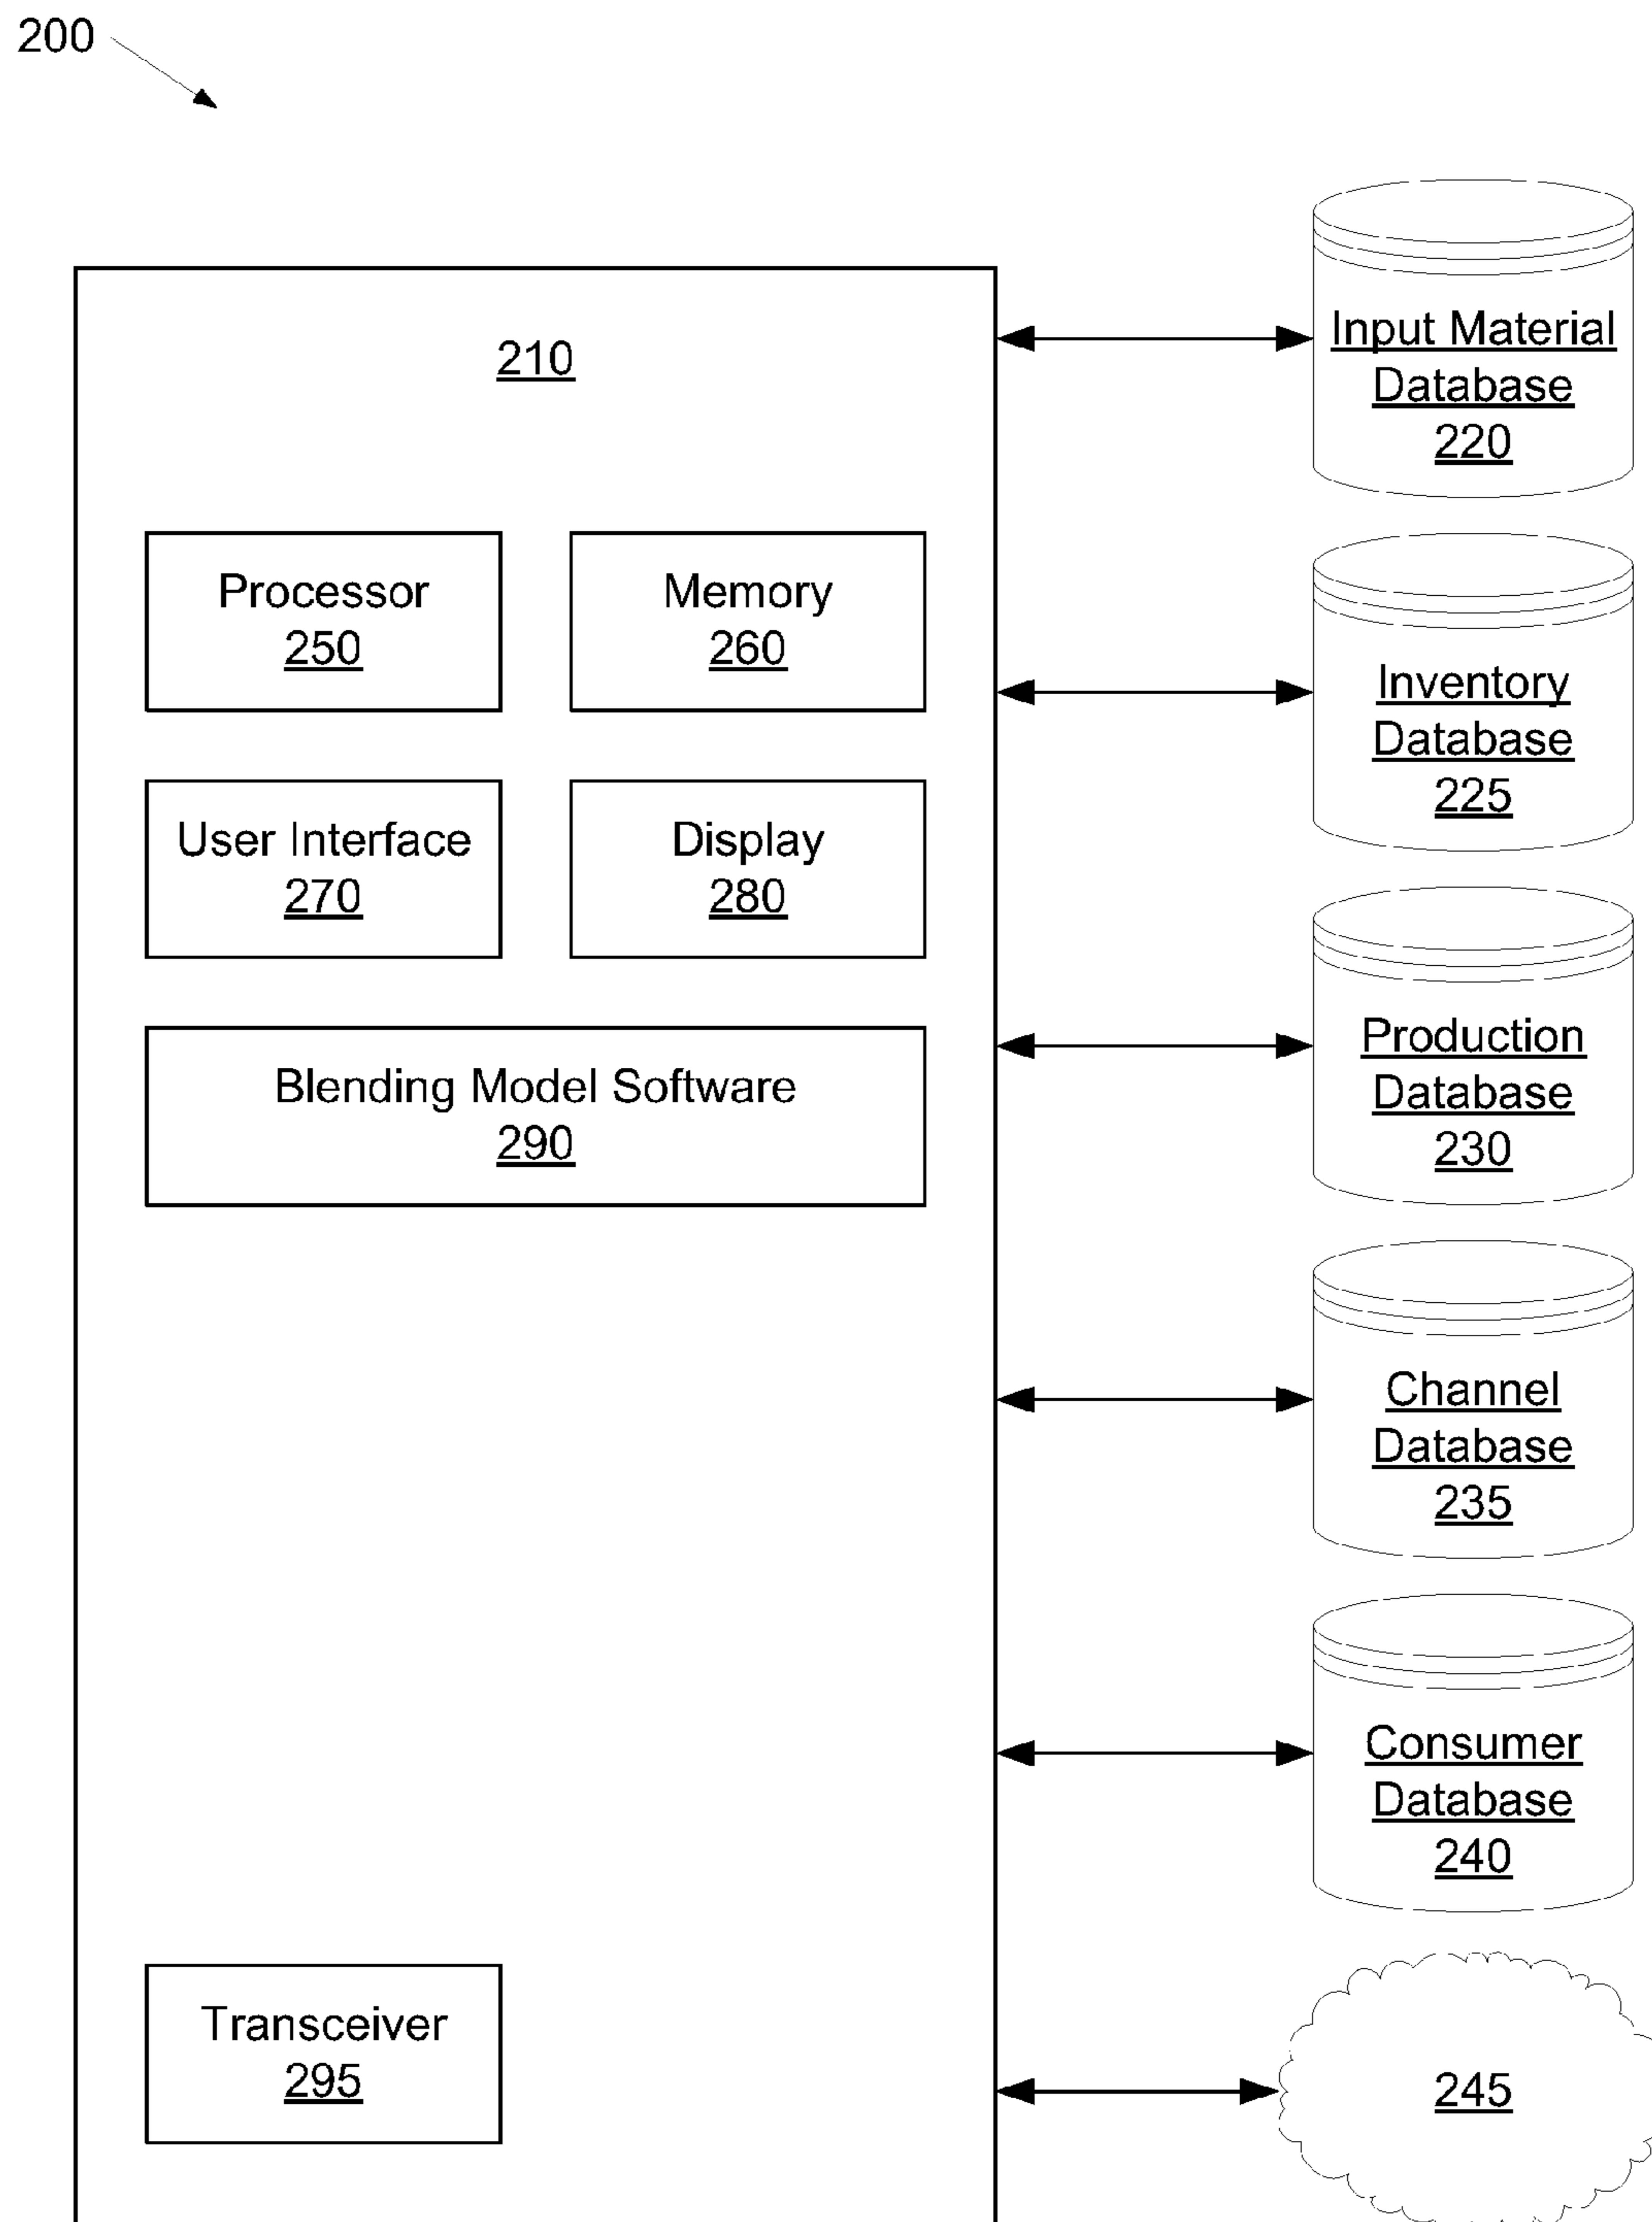 200
210
Processor
250
Memory
260
User Interface
270
Display
280
Blending Model Software
290
Transceiver
295
Input Material
Database
220
Inventory
Database
225
Production
Database
230
Channel
Database
235
Consumer
Database
240
245